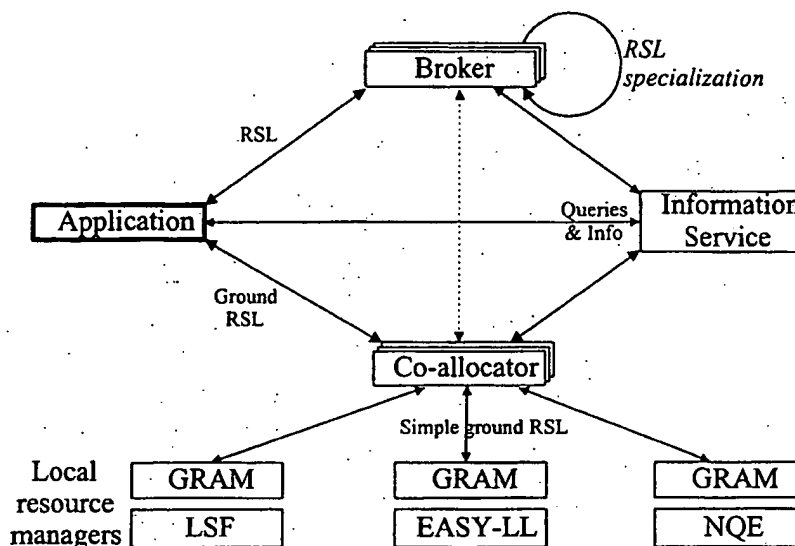 Broker
RSL
specialization
RSL
Application
Queries
& Info
Information
Service
Ground
RSL
Co-allocator
Simple ground RSL
Local
resource
managers
GRAM
GRAM
GRAM
LSF
EASY-LL
NQE